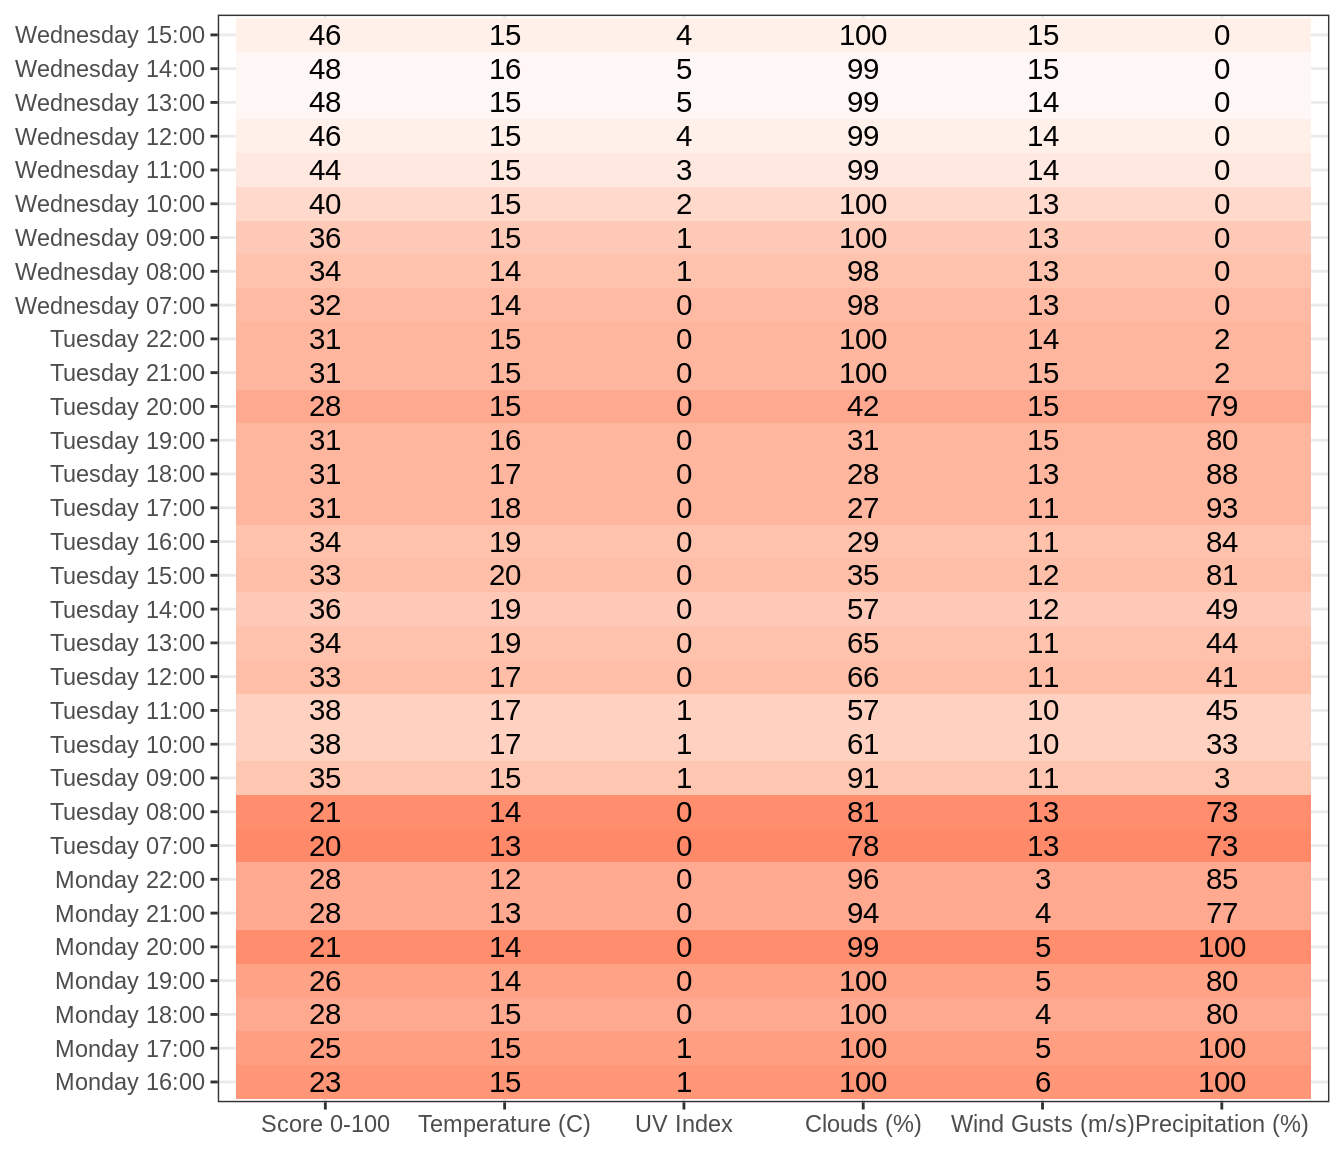 Wednesday 15:00 46 15 4 100 15 0
Wednesday 14:00 48 16 5 99 15 0
Wednesday 13:00 48 15 5 99 14 0
Wednesday 12:00 46 15 4 99 14 0
Wednesday 11:00 44 15 3 99 14 0
Wednesday 10:00 40 15 2 100 13 0
Wednesday 09:00 36 15 1 100 13 0
Wednesday 08:00 34 14 1 98 13 0
Wednesday 07:00 32 14 0 98 13 0
Tuesday 22:00 31 15 0 100 14 2
Tuesday 21:00 31 15 0 100 15 2
Tuesday 20:00 28 15 0 42 15 79
Tuesday 19:00 31 16 0 31 15 80
Tuesday 18:00 31 17 0 28 13 88
Tuesday 17:00 31 18 0 27 11 93
Tuesday 16:00 34 19 0 29 11 84
Tuesday 15:00 33 20 0 35 12 81
Tuesday 14:00 36 19 0 57 12 49
Tuesday 13:00 34 19 0 65 11 44
Tuesday 12:00 33 17 0 66 11 41
Tuesday 11:00 38 17 1 57 10 45
Tuesday 10:00 38 17 1 61 10 33
Tuesday 09:00 35 15 1 91 11 3
Tuesday 08:00 21 14 0 81 13 73
Tuesday 07:00 20 13 0 78 13 73
Monday 22:00 28 12 0 96 3 85
Monday 21:00 28 13 0 94 4 77
Monday 20:00 21 14 0 99 5 100
Monday 19:00 26 14 0 100 5 80
Monday 18:00 28 15 0 100 4 80
Monday 17:00 25 15 1 100 5 100
Monday 16:00 23 15 1 100 6 100
Score 0-100 Temperature (C) UV Index Clouds (%) Wind Gusts (m/s) Precipitation (%)